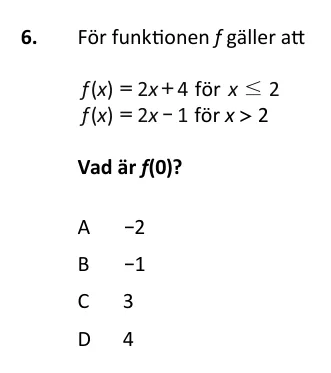 6. För funktionen f gäller att
f(x) = 2x + 4 för x ≤ 2
f(x) = 2x − 1 för x > 2
Vad är f(0)?
A −2
B −1
C 3
D 4